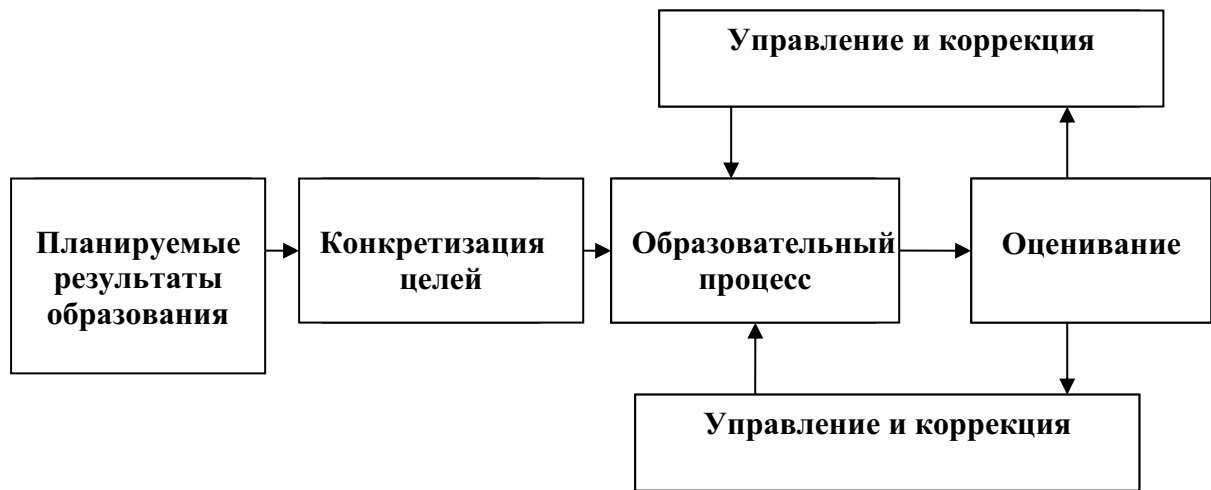 Управление и коррекция
Планируемые
результаты
образования
Конкретизация
целей
Образовательный
процесс
Оценивание
Управление и коррекция